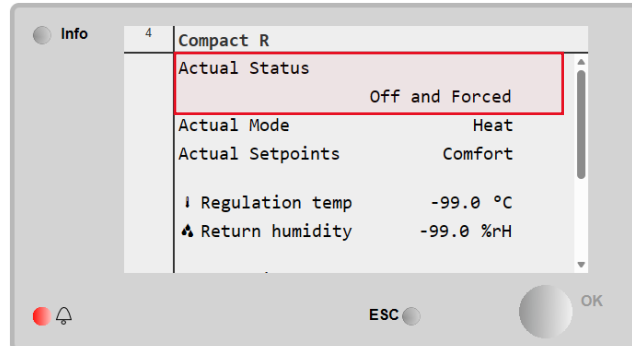 Info
4
Compact R
Actual Status
Off and Forced
Actual Mode Heat
Actual Setpoints Comfort
Regulation temp -99.0 °C
Return humidity -99.0 %rH
ESC
OK